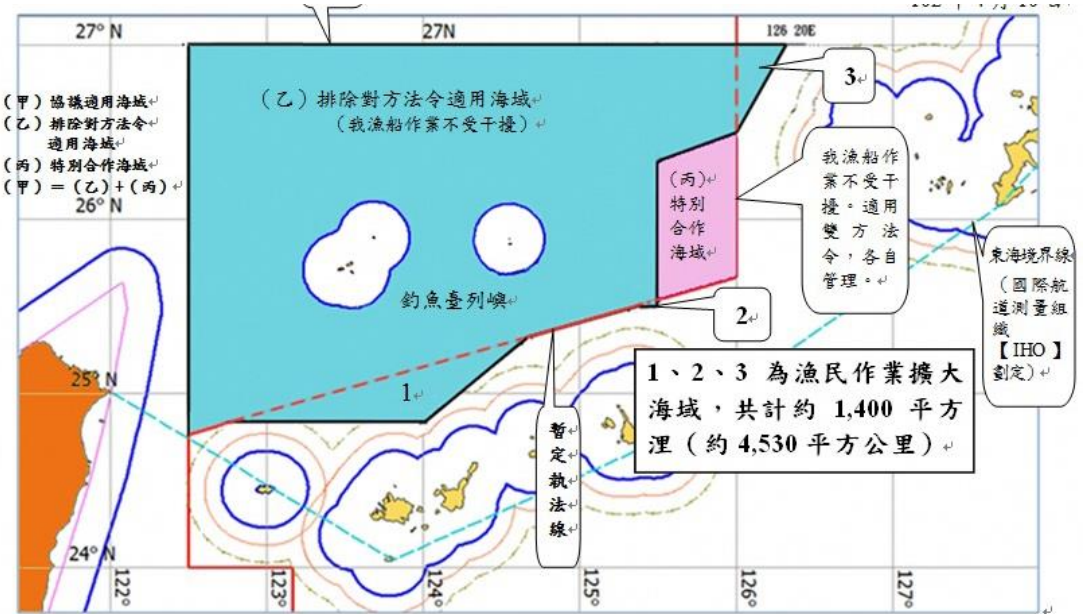 27° N
27N
126 20E
3
（甲）協議適用海域
（乙）排除對方法令
適用海域
（丙）特別合作海域
（甲）＝（乙）+（丙）
（乙）排除對方法令適用海域
（我漁船作業不受干擾）
（丙）
特別
合作
海域
我漁船作
業不受干
擾。適用
雙方法
令，各自
管理。
26° N
東海境界線
（國際航
道測量組
織
【IHO】
劃定）
釣魚臺列嶼
2
25° N
1
1、2、3 為漁民作業擴大
海域，共計約 1,400 平方
浬（約 4,530 平方公里）
暫
定
執
法
線
24° N
122°
123°
124°
125°
126°
127°